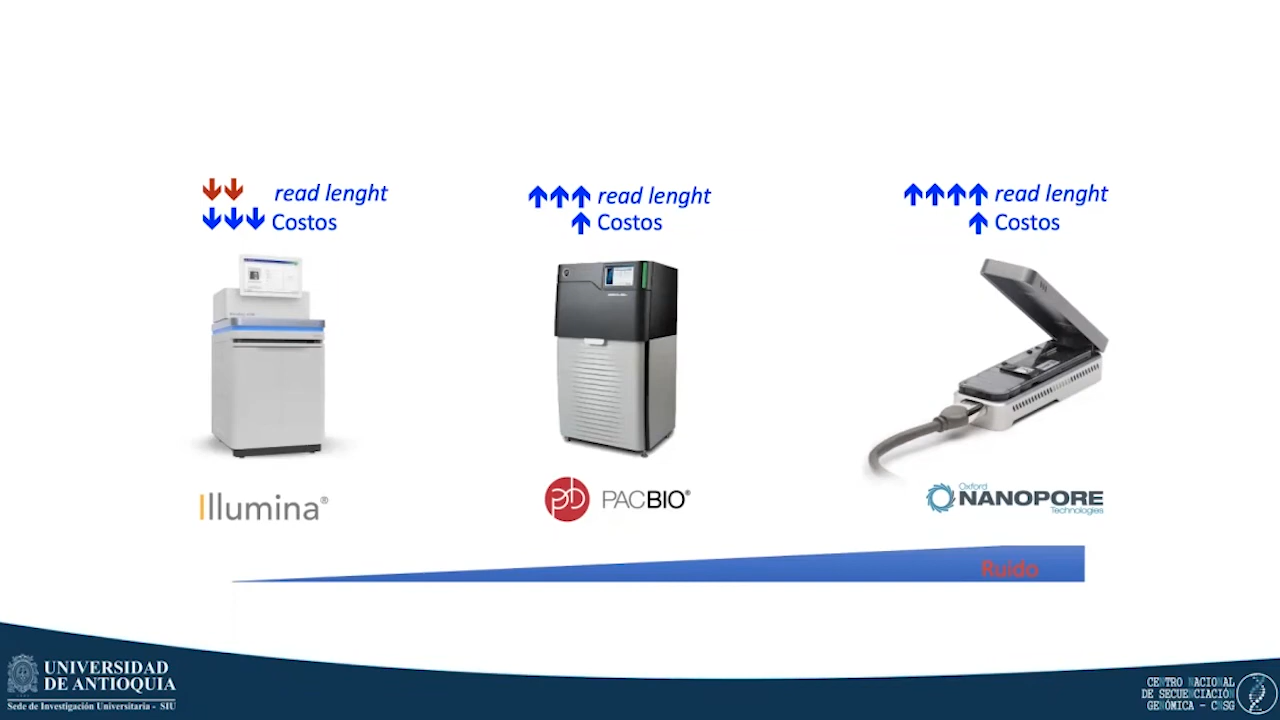 read lenght
Costos
read lenght
Costos
read lenght
Costos
Illumina®
PACBIO®
Oxford
NANOPORE
Technologies
Ruido
UNIVERSIDAD
DE ANTIOQUIA
Sede de Investigación Universitaria - SIU
CENTRO NACIONAL
DE SECUENCIACIÓN
GENÓMICA - CNSG